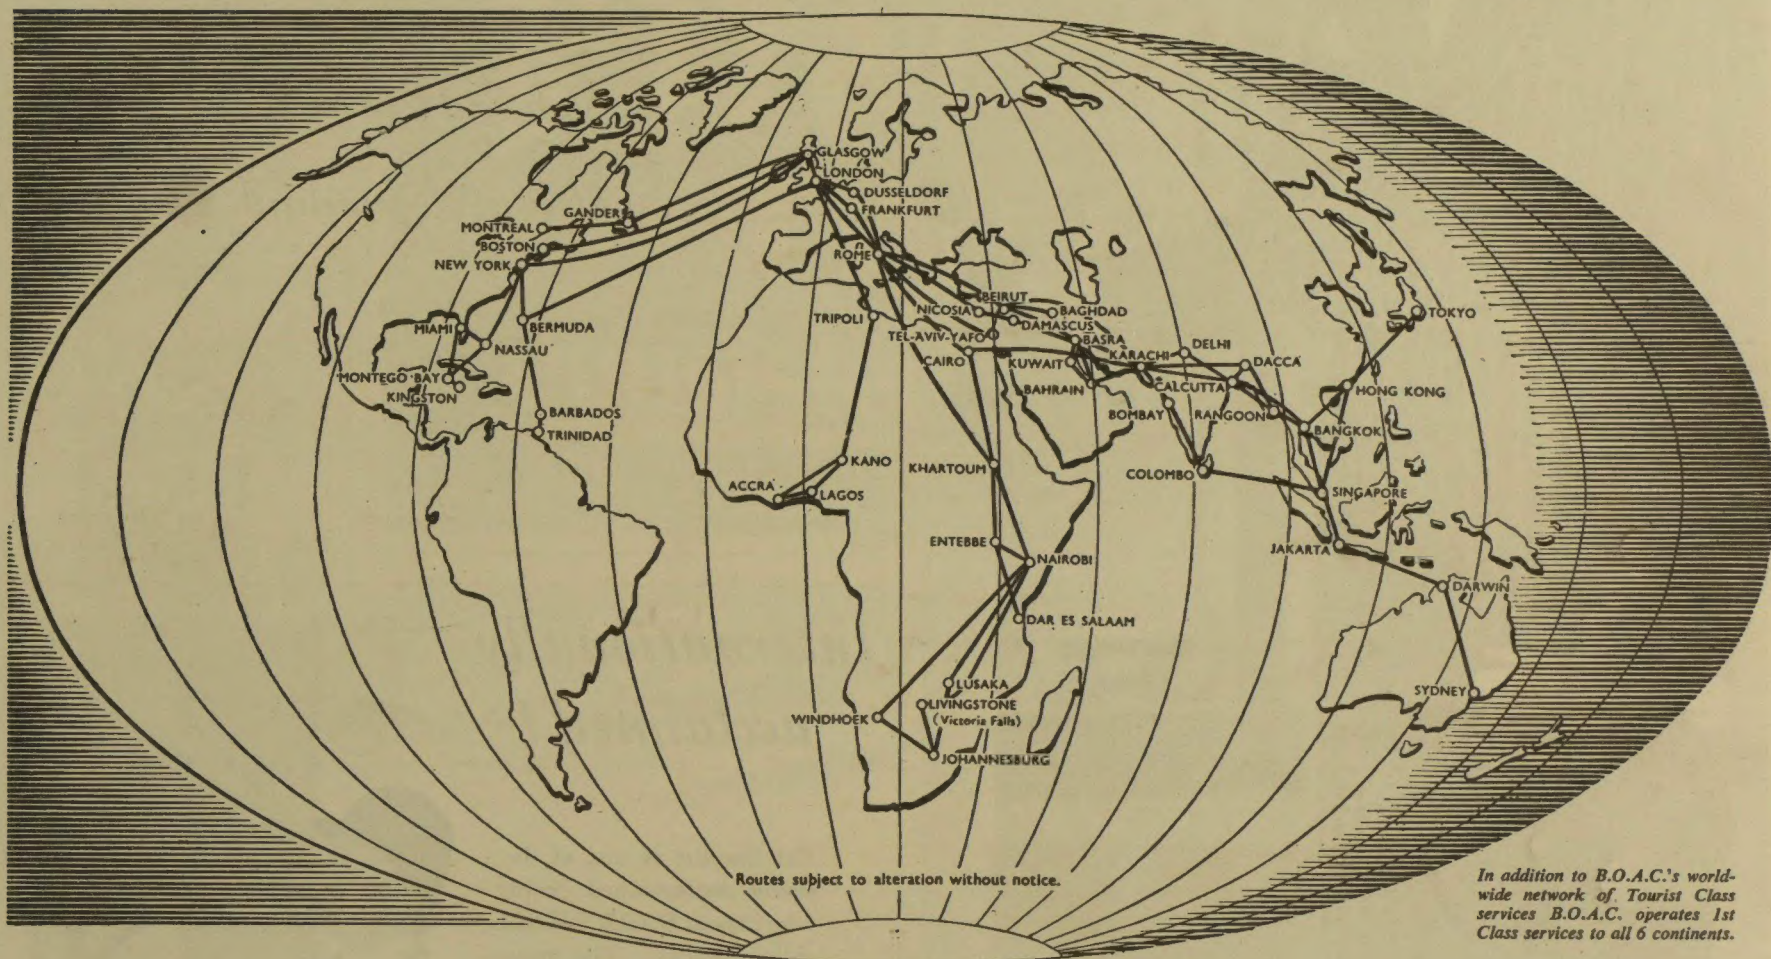 GLASGOW
LONDON
DUSSELDORF
FRANKFURT
GANDER
MONTREAL
BOSTON
NEW YORK
ROME
BERMUDA
MIAMI
NASSAU
MONTEGO BAY
KINGSTON
BARBADOS
TRINIDAD
TRIPOLI
BEIRUT
NICOSIA
BAGHDAD
DAMASCUS
TEL-AVIV-YAFO
BASRA
CAIRO
KUWAIT
KARACHI
DELHI
DACCA
BAHRAIN
CALCUTTA
BOMBAY
RANGOON
TOKYO
HONG KONG
BANGKOK
COLOMBO
SINGAPORE
JAKARTA
DARWIN
SYDNEY
KANO
ACCRA
LAGOS
KHARTOUM
ENTEBBE
NAIROBI
DAR ES SALAAM
LUSAKA
LIVINGSTONE
(Victoria Falls)
WINDHOEK
JOHANNESBURG
Routes subject to alteration without notice.
In addition to B.O.A.C.'s world-
wide network of Tourist Class
services B.O.A.C. operates 1st
Class services to all 6 continents.